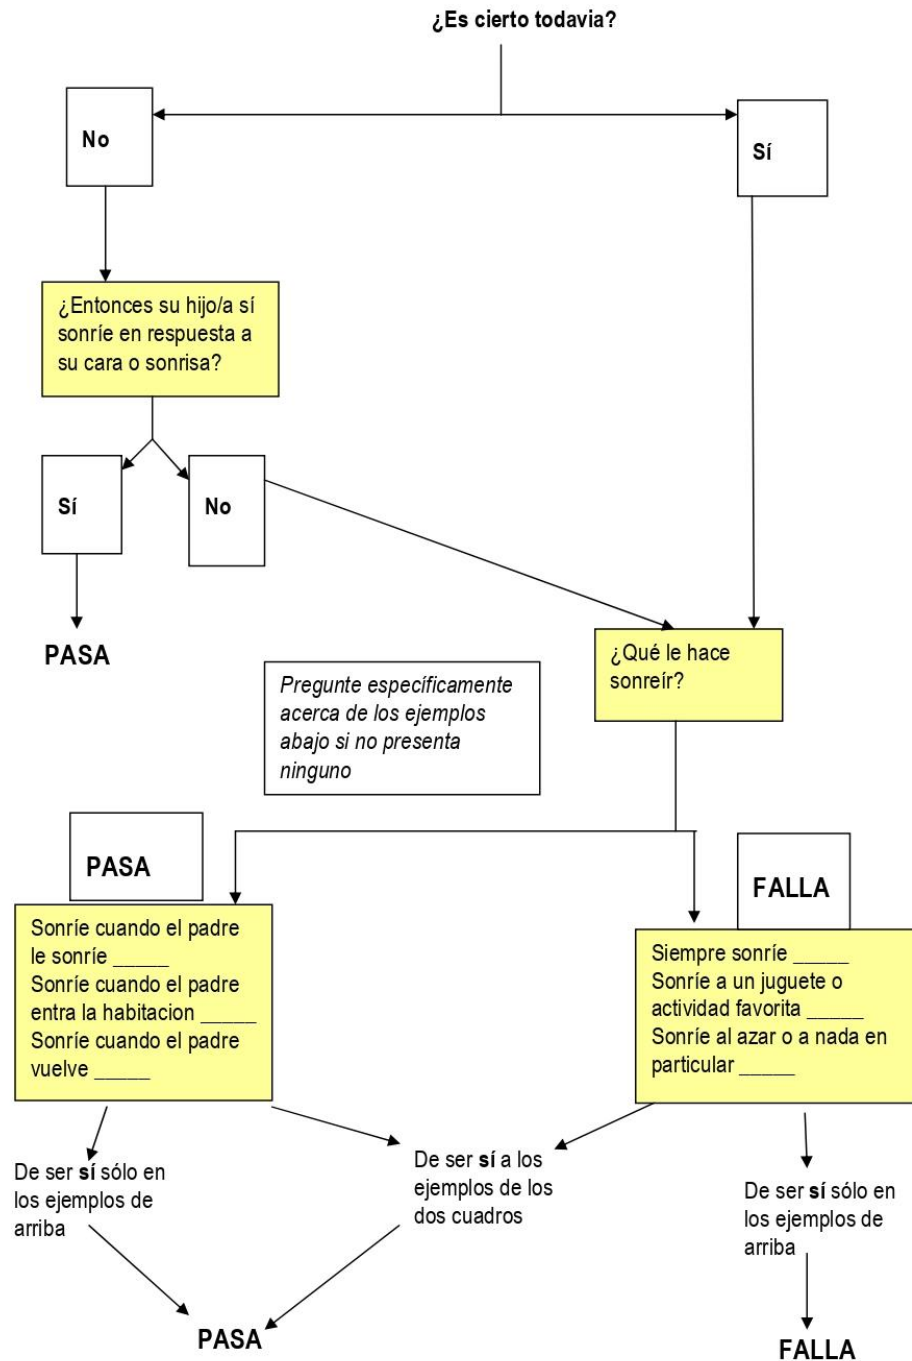 ¿Es cierto todavia?
No
Sí
¿Entonces su hijo/a sí
sonríe en respuesta a
su cara o sonrisa?
Sí
No
PASA
¿Qué le hace
sonreír?
Pregunte específicamente
acerca de los ejemplos
abajo si no presenta
ninguno
PASA
FALLA
Sonríe cuando el padre
le sonríe _____
Sonríe cuando el padre
entra la habitacion _____
Sonríe cuando el padre
vuelve _____
Siempre sonríe _____
Sonríe a un juguete o
actividad favorita _____
Sonríe al azar o a nada en
particular _____
De ser sí sólo en
los ejemplos de
arriba
De ser sí a los
ejemplos de los
dos cuadros
De ser sí sólo en
los ejemplos de
arriba
PASA
FALLA